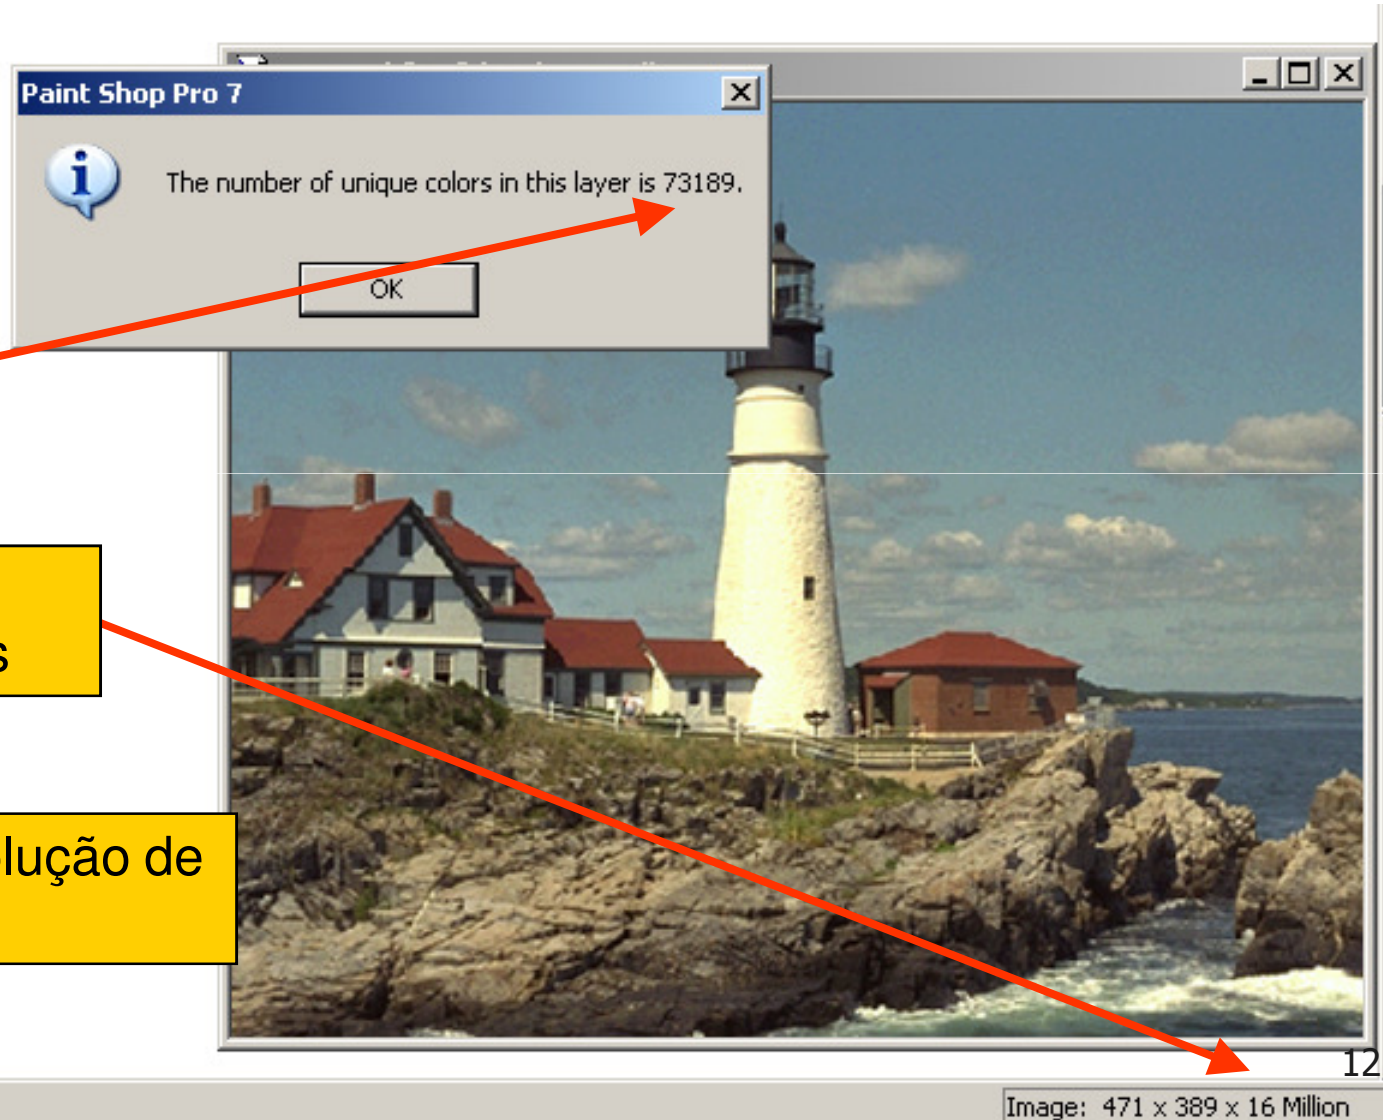 Paint Shop Pro 7
The number of unique colors in this layer is 73189.
OK
s
lução de
12
Image: 471 x 389 x 16 Million